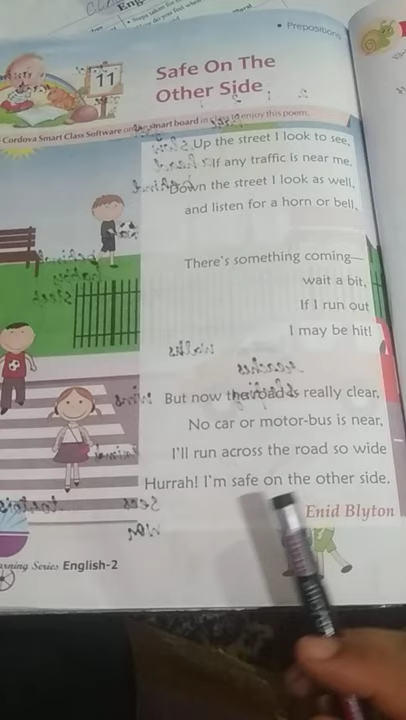 • Prepositions
11
Safe On The
Other Side
Cordova Smart Class Software on the smart board in class to enjoy this poem.
Up the street I look to see,
If any traffic is near me.
Down the street I look as well,
and listen for a horn or bell.
There's something coming—
wait a bit,
If I run out
I may be hit!
But now the road is really clear,
No car or motor-bus is near,
I'll run across the road so wide
Hurrah! I'm safe on the other side.
Enid Blyton
Series English-2